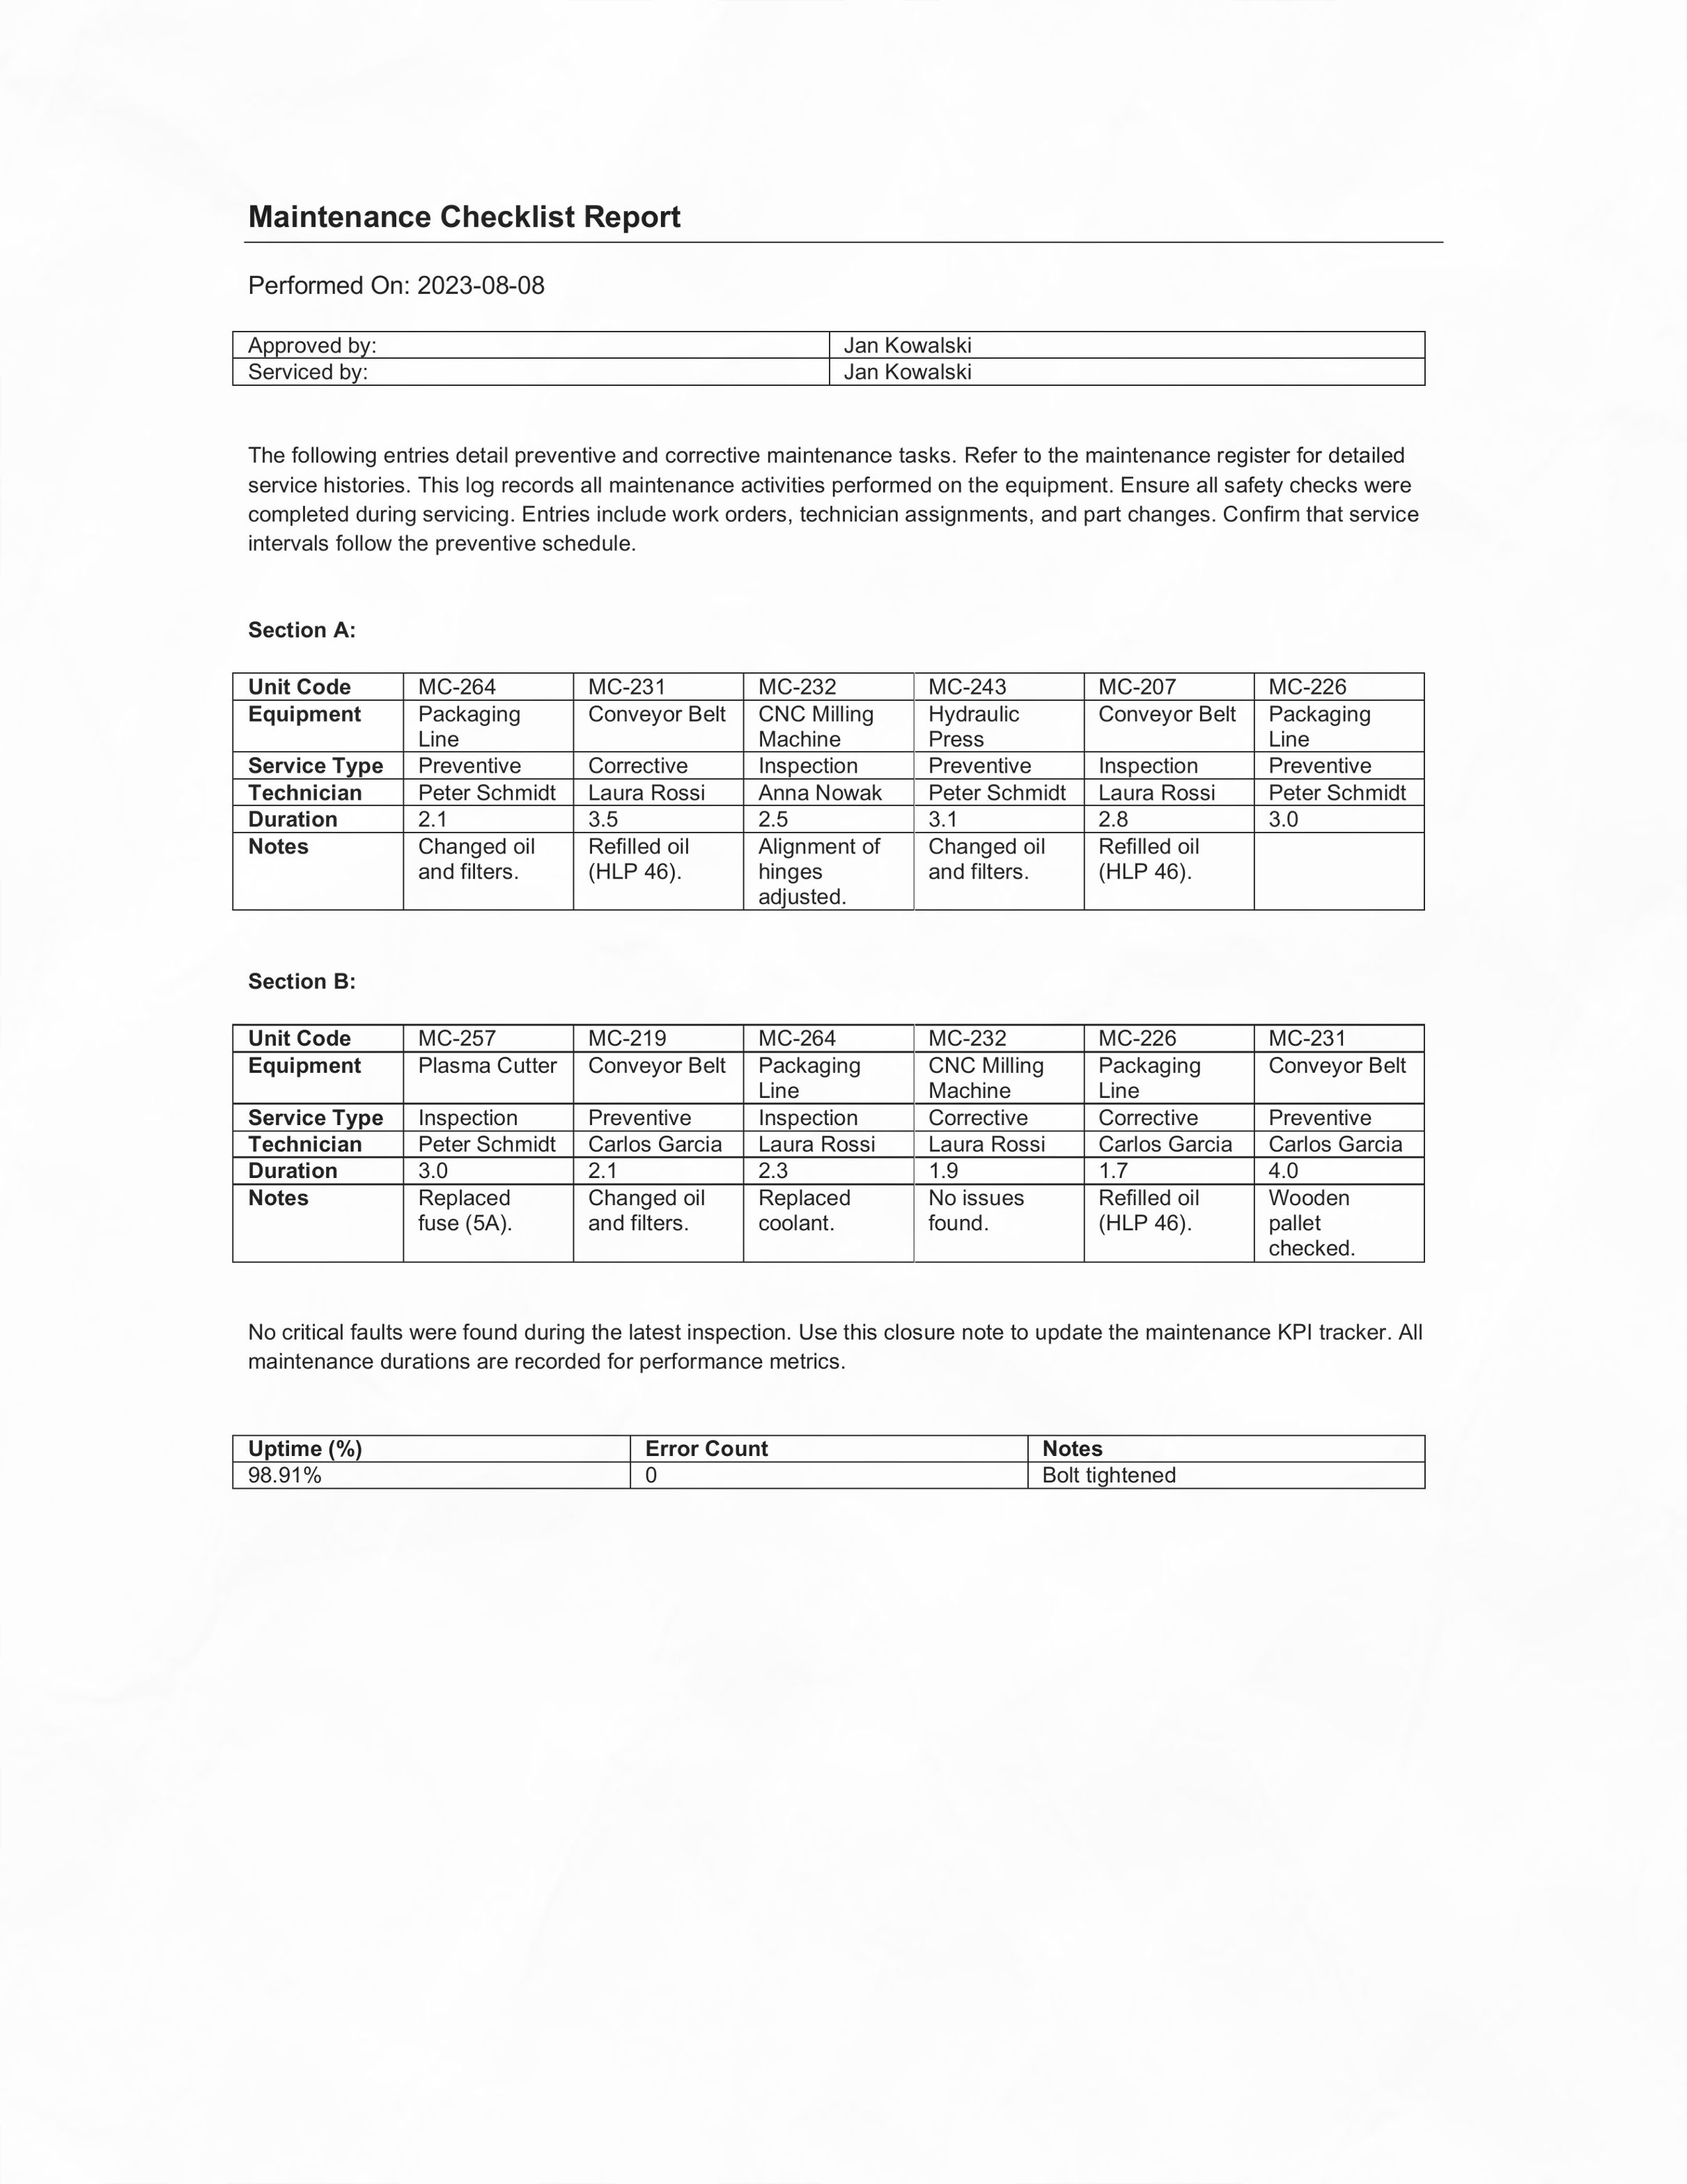 Maintenance Checklist Report
Performed On: 2023-08-08
Approved by: Jan Kowalski
Serviced by: Jan Kowalski
The following entries detail preventive and corrective maintenance tasks. Refer to the maintenance register for detailed
service histories. This log records all maintenance activities performed on the equipment. Ensure all safety checks were
completed during servicing. Entries include work orders, technician assignments, and part changes. Confirm that service
intervals follow the preventive schedule.
Section A:
Unit Code MC-264 MC-231 MC-232 MC-243 MC-207 MC-226
Equipment Packaging Conveyor Belt CNC Milling Hydraulic Conveyor Belt Packaging
Line Machine Press Line
Service Type Preventive Corrective Inspection Preventive Inspection Preventive
Technician Peter Schmidt Laura Rossi Anna Nowak Peter Schmidt Laura Rossi Peter Schmidt
Duration 2.1 3.5 2.5 3.1 2.8 3.0
Notes Changed oil Refilled oil Alignment of Changed oil Refilled oil
and filters. (HLP 46). hinges and filters. (HLP 46).
adjusted.
Section B:
Unit Code MC-257 MC-219 MC-264 MC-232 MC-226 MC-231
Equipment Plasma Cutter Conveyor Belt Packaging CNC Milling Packaging Conveyor Belt
Line Machine Line
Service Type Inspection Preventive Inspection Corrective Corrective Preventive
Technician Peter Schmidt Carlos Garcia Laura Rossi Laura Rossi Carlos Garcia Carlos Garcia
Duration 3.0 2.1 2.3 1.9 1.7 4.0
Notes Replaced Changed oil Replaced No issues Refilled oil Wooden
fuse (5A). and filters. coolant. found. (HLP 46). pallet
checked.
No critical faults were found during the latest inspection. Use this closure note to update the maintenance KPI tracker. All
maintenance durations are recorded for performance metrics.
Uptime (%) Error Count Notes
98.91% 0 Bolt tightened